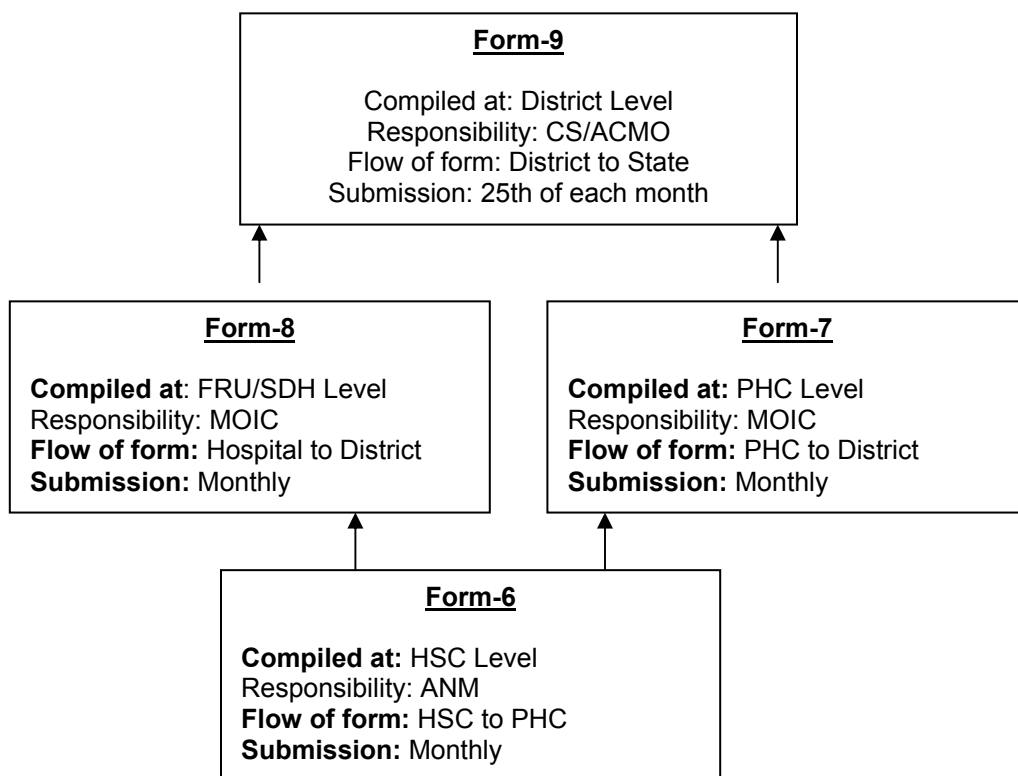 Form-9
Compiled at: District Level
Responsibility: CS/ACMO
Flow of form: District to State
Submission: 25th of each month
Form-8
Compiled at: FRU/SDH Level
Responsibility: MOIC
Flow of form: Hospital to District
Submission: Monthly
Form-7
Compiled at: PHC Level
Responsibility: MOIC
Flow of form: PHC to District
Submission: Monthly
Form-6
Compiled at: HSC Level
Responsibility: ANM
Flow of form: HSC to PHC
Submission: Monthly